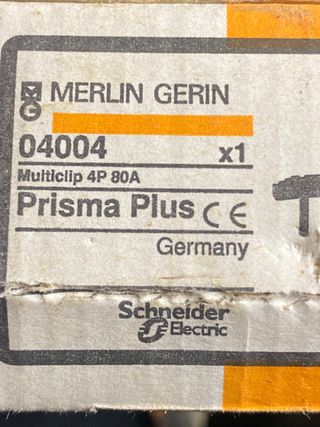 MERLIN GERIN
04004 x1
Multiclip 4P 80A
Prisma Plus CE
Germany
Schneider
Electric